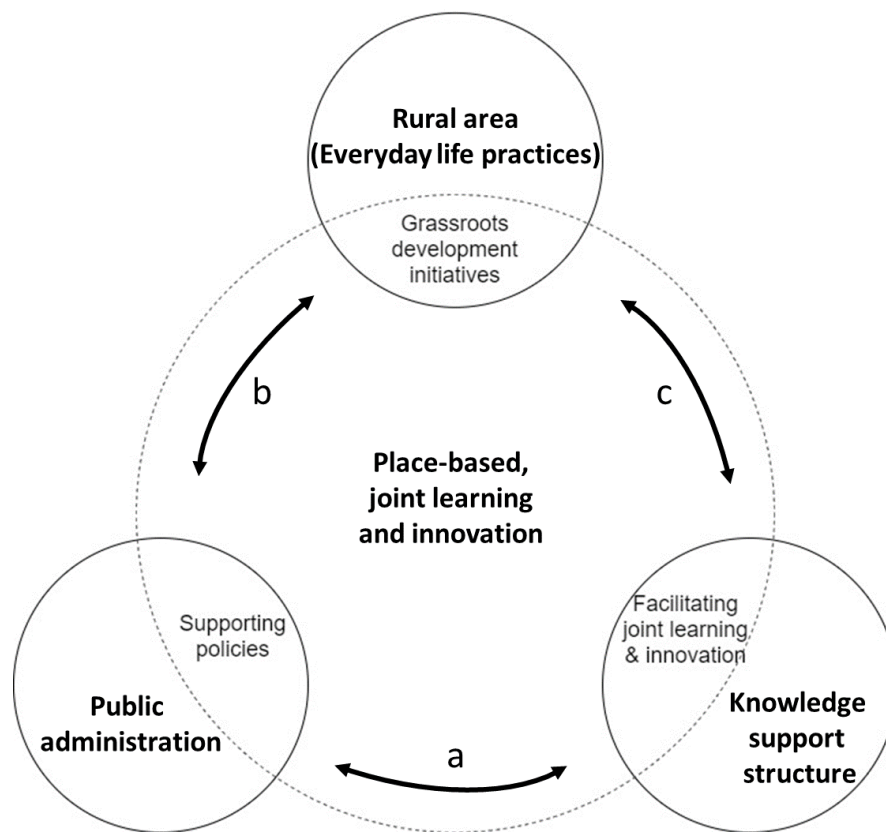 Rural area
(Everyday life practices)
Grassroots
development
initiatives
b
c
Place-based,
joint learning
and innovation
Supporting
policies
Public
administration
Facilitating
joint learning
& innovation
Knowledge
support
structure
a